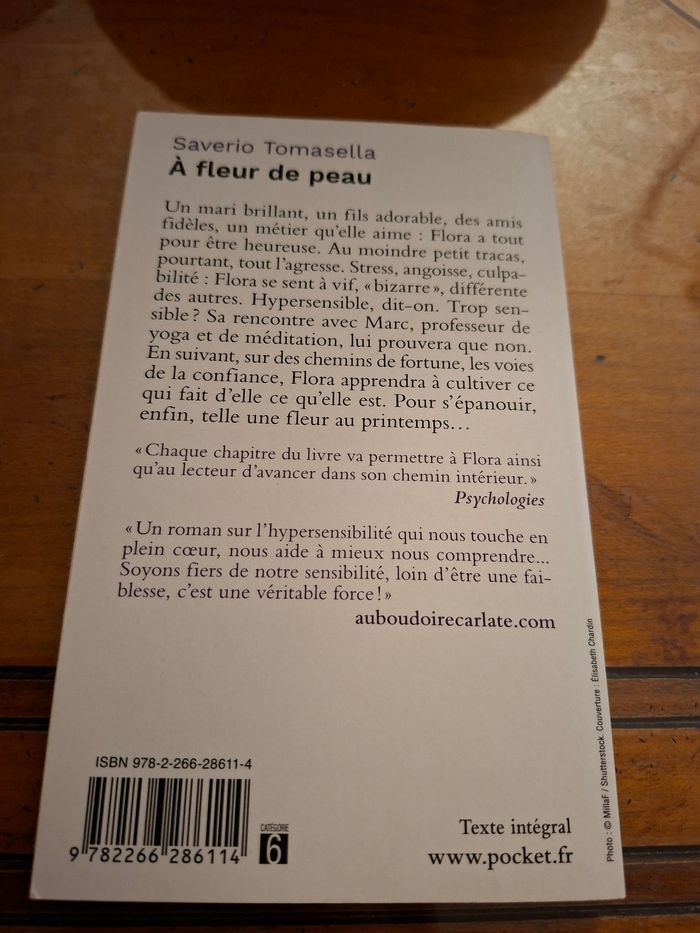 Saverio Tomasella
À fleur de peau
Un mari brillant, un fils adorable, des amis
fidèles, un métier qu'elle aime : Flora a tout
pour être heureuse. Au moindre petit tracas,
pourtant, tout l'agresse. Stress, angoisse, culpa-
bilité : Flora se sent à vif, « bizarre », différente
des autres. Hypersensible, dit-on. Trop sen-
sible ? Sa rencontre avec Marc, professeur de
yoga et de méditation, lui prouvera que non.
En suivant, sur des chemins de fortune, les voies
de la confiance, Flora apprendra à cultiver ce
qui fait d'elle ce qu'elle est. Pour s'épanouir,
enfin, telle une fleur au printemps…
« Chaque chapitre du livre va permettre à Flora ainsi
qu'au lecteur d'avancer dans son chemin intérieur. »
Psychologies
« Un roman sur l'hypersensibilité qui nous touche en
plein cœur, nous aide à mieux nous comprendre...
Soyons fiers de notre sensibilité, loin d'être une fai-
blesse, c'est une véritable force ! »
auboudoirecarlate.com
Photo : © MillaF / Shutterstock. Couverture : Élisabeth Chardin
ISBN 978-2-266-28611-4
9 782266 286114
CATÉGORIE
6
Texte intégral
www.pocket.fr